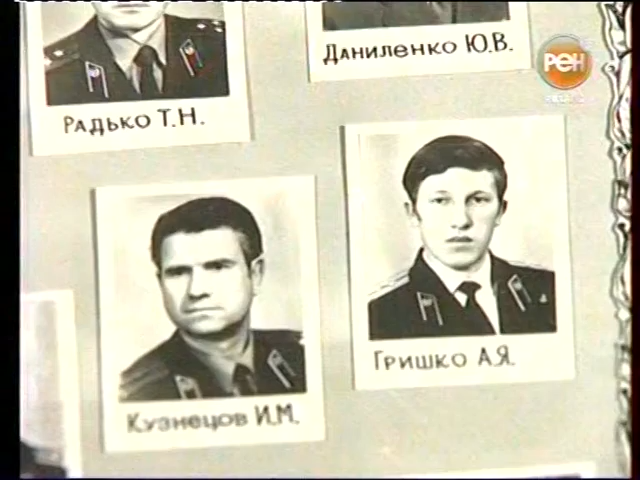 Даниленко Ю.В.
РЕН
Радько Т.Н.
Гришко А.Я.
Кузнецов И.М.